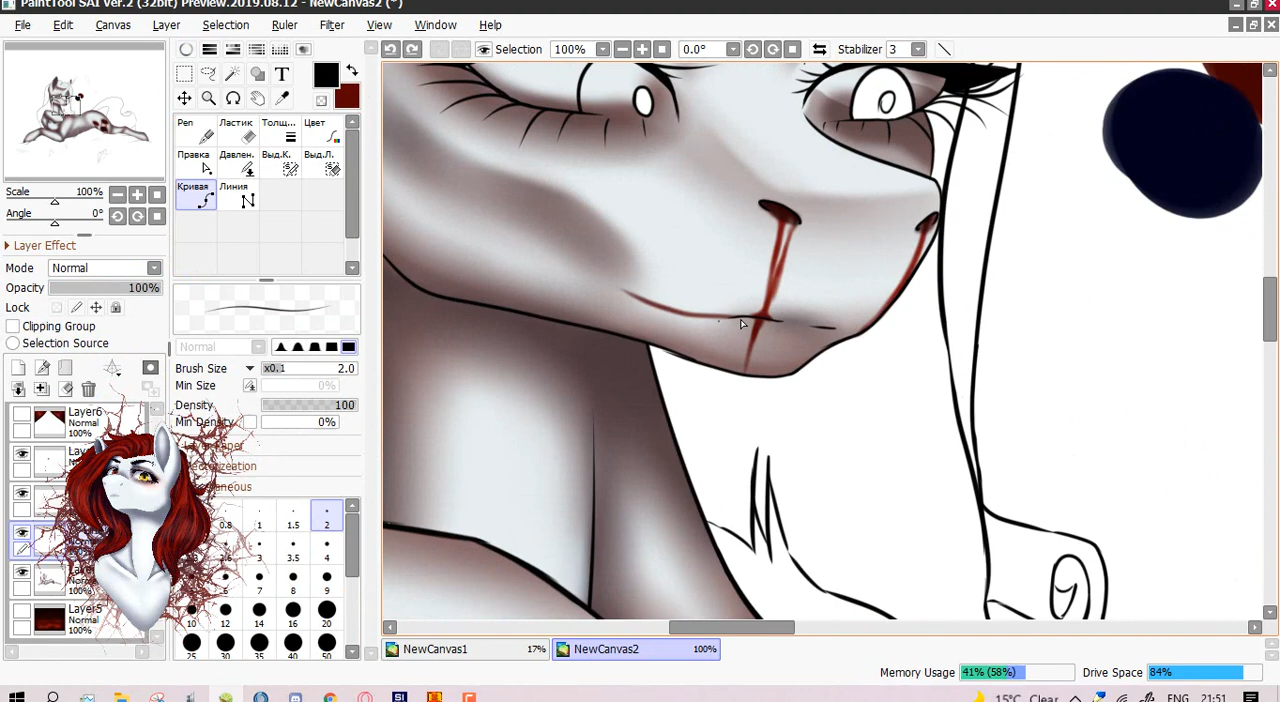 PaintTool SAI Ver.2 (32bit) Preview.2019.08.12 - NewCanvas2 (*)
File Edit Canvas Layer Selection Ruler Filter View Window Help
Selection 100% 0.0° Stabilizer 3
Scale 100%
Angle 0°
Layer Effect
Mode Normal
Opacity 100%
Lock
Clipping Group
Selection Source
Layer6
Normal
100%
Layer5
Normal
100%
T
Pen Ластик Толщ... Цвет
Правка Давлен. Выд.К. Выд.Л.
Кривая Линия
Normal
Brush Size x0.1 2.0
Min Size 0%
Density 100
Min Density 0%
0.8 1 1.5 2
3 3.5 4
6 7 8 9
10 12 14 16 20
25 30 35 40 50
NewCanvas1 17% NewCanvas2 100%
Memory Usage 41% (58%) Drive Space 84%
15°C Clear ENG 21:51